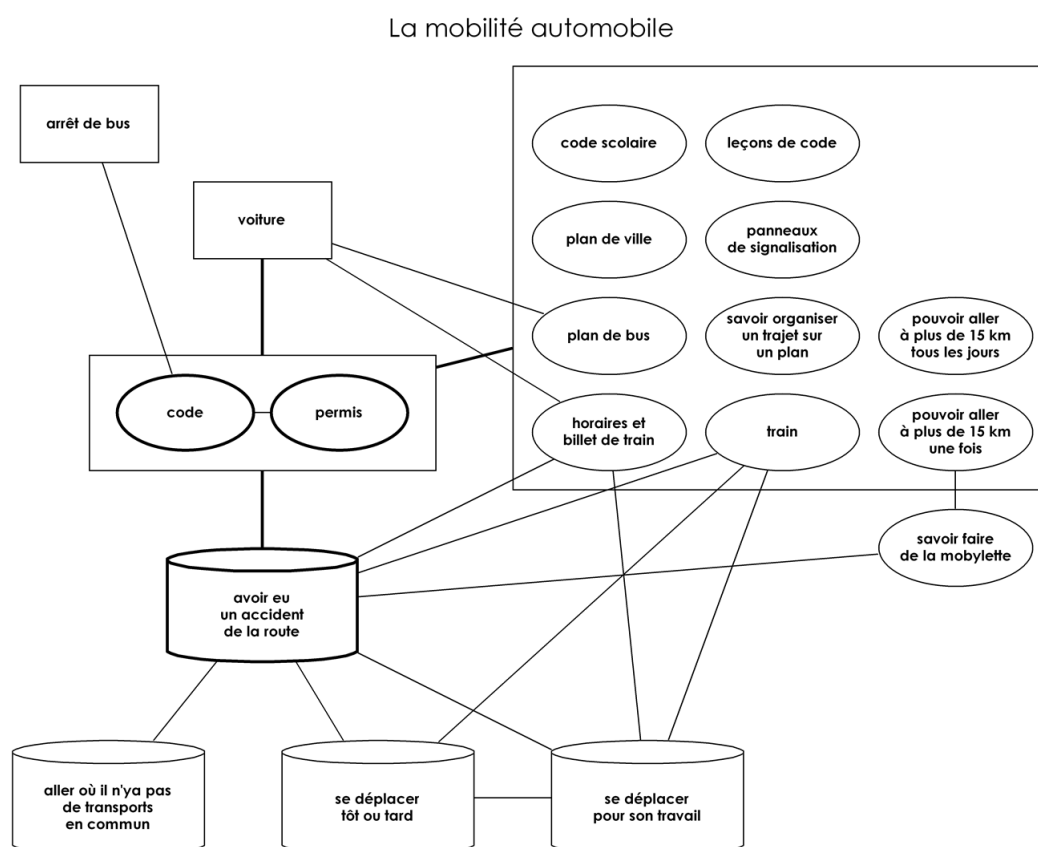 La mobilité automobile
arrêt de bus
code scolaire
leçons de code
voiture
plan de ville
panneaux
de signalisation
plan de bus
savoir organiser
un trajet sur
un plan
pouvoir aller
à plus de 15 km
tous les jours
code
permis
horaires et
billet de train
train
pouvoir aller
à plus de 15 km
une fois
savoir faire
de la mobylette
avoir eu
un accident
de la route
aller où il n'ya pas
de transports
en commun
se déplacer
tôt ou tard
se déplacer
pour son travail